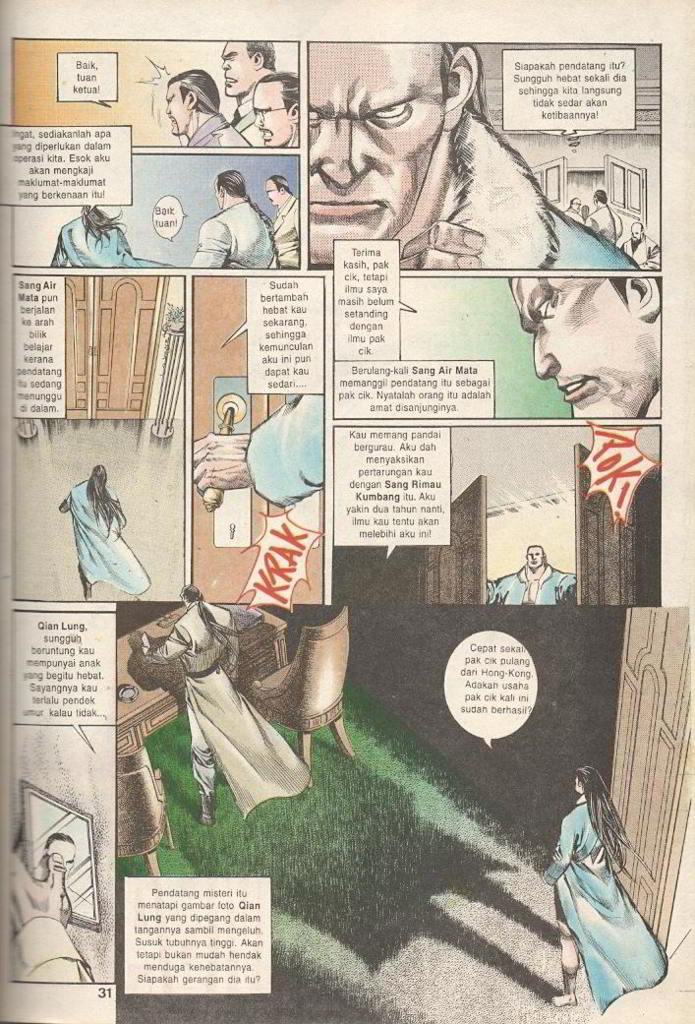 Baik,
tuan
ketua!
Ingat, sediakanlah apa
yang diperlukan dalam
operasi kita. Esok aku
akan mengkaji
maklumat-maklumat
yang berkenaan itu!
Baik
tuan!
Siapakah pendatang itu?
Sungguh hebat sekali dia
sehingga kita langsung
tidak sedar akan
ketibaannya!
Sang Air
Mata pun
berjalan
ke arah
bilik
belajar
kerana
pendatang
itu sedang
menunggu
di dalam.
Sudah
bertambah
hebat kau
sekarang,
sehingga
kemunculan
aku ini pun
dapat kau
sedari....
KRAK
Terima
kasih, pak
cik, tetapi
ilmu saya
masih belum
setanding
dengan
ilmu pak
cik.
Berulang-kali Sang Air Mata
memanggil pendatang itu sebagai
pak cik. Nyatalah orang itu adalah
amat disanjunginya.
Kau memang pandai
bergurau. Aku dah
menyaksikan
pertarungan kau
dengan Sang Rimau
Kumbang itu. Aku
yakin dua tahun nanti,
ilmu kau tentu akan
melebihi aku ini!
POK!
Qian Lung,
sungguh
beruntung kau
mempunyai anak
yang begitu hebat.
Sayangnya kau
terlalu pendek
umur kalau tidak...
Cepat sekali
pak cik pulang
dari Hong-Kong.
Adakah usaha
pak cik kali ini
sudah berhasil?
Pendatang misteri itu
menatapi gambar foto Qian
Lung yang dipegang dalam
tangannya sambil mengeluh.
Susuk tubuhnya tinggi. Akan
tetapi bukan mudah hendak
menduga kehebatannya.
Siapakah gerangan dia itu?
31